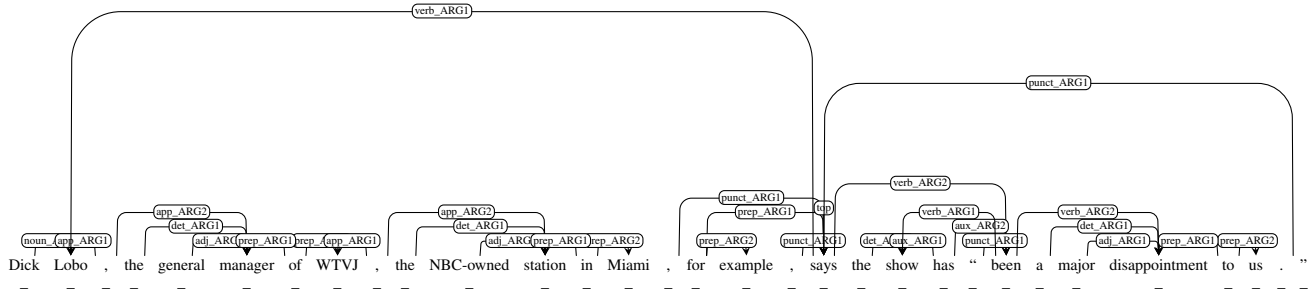 verb_ARG1
punct_ARG1
verb_ARG2
punct_ARG1
app_ARG2 app_ARG2 prep_ARG1 top verb_ARG1 verb_ARG2
det_ARG1 det_ARG1 aux_ARG2 det_ARG1
app_ARG1 prep_ARG1 app_ARG1 prep_ARG1 rep_ARG2 prep_ARG2 punct_ARG1 aux_ARG1 punct_ARG1 adj_ARG1 prep_ARG1 prep_ARG2
Dick Lobo , the general manager of WTVJ , the NBC-owned station in Miami , for example , says the show has “ been a major disappointment to us . ”
_ _ _ _ _ _ _ _ _ _ _ _ _ _ _ _ _ _ _ _ _ _ _ _ _ _ _ _ _ _ _